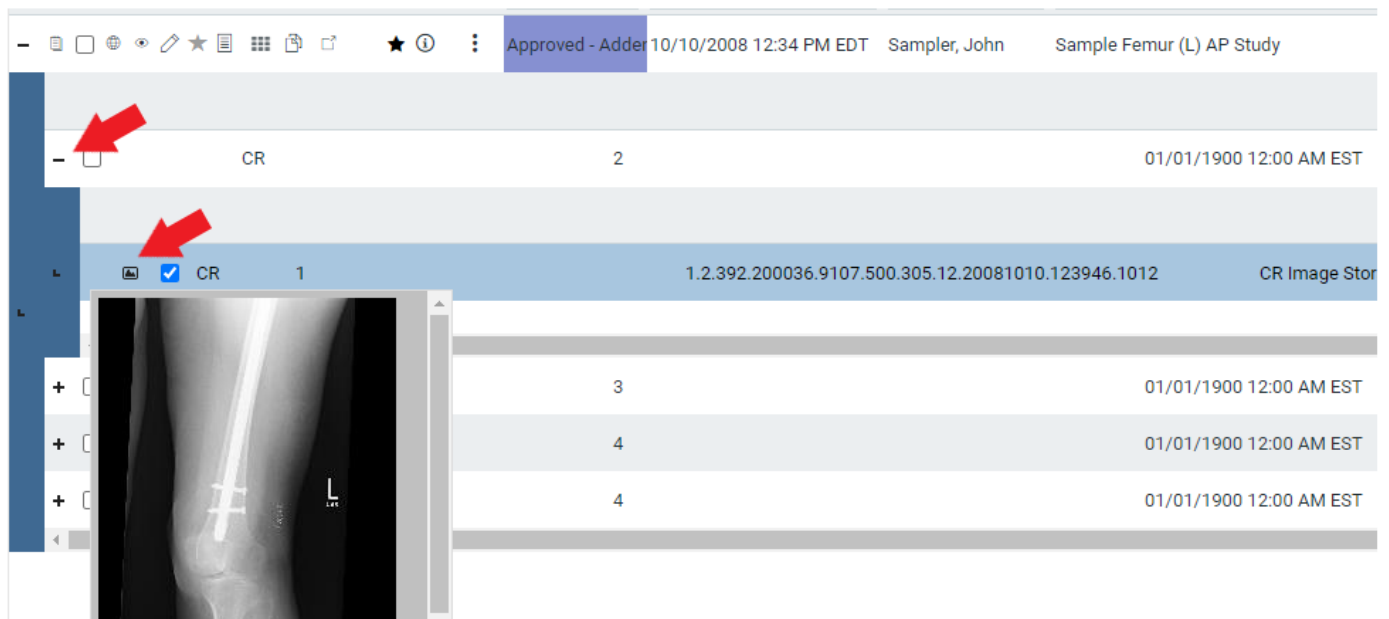 Approved - Adder 10/10/2008 12:34 PM EDT Sampler, John Sample Femur (L) AP Study
CR 2 01/01/1900 12:00 AM EST
CR 1 1.2.392.200036.9107.500.305.12.20081010.123946.1012 CR Image Stor
3 01/01/1900 12:00 AM EST
4 01/01/1900 12:00 AM EST
L
4 01/01/1900 12:00 AM EST